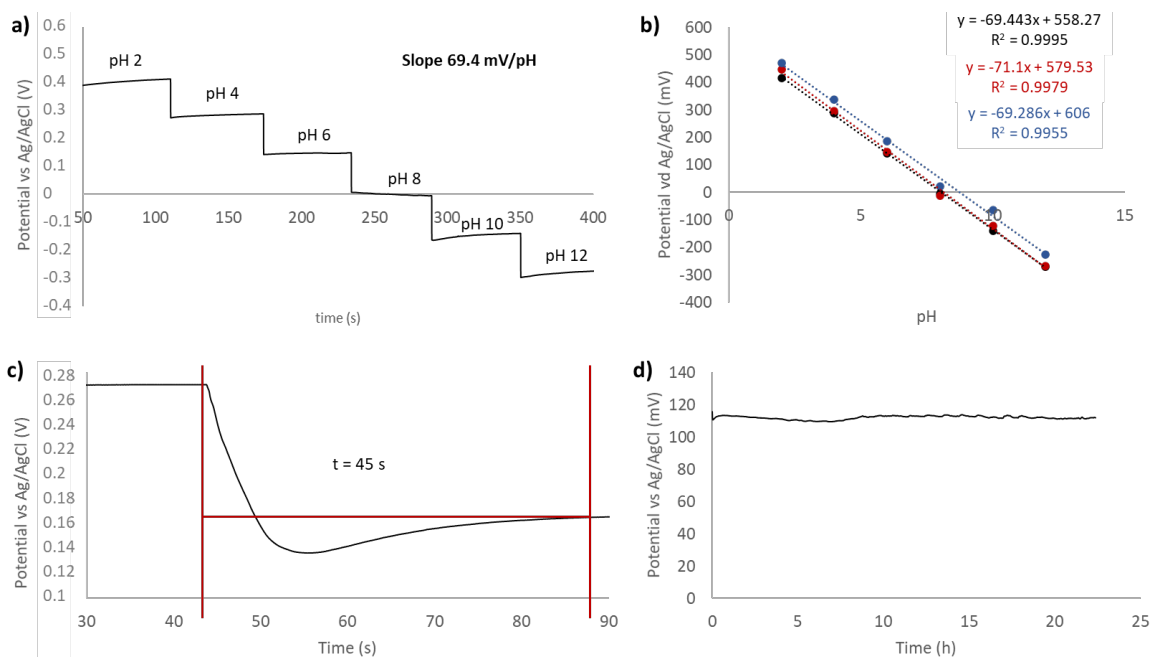 a)
Potential vs Ag/AgCl (V)
0.6
0.5
0.4
0.3
0.2
0.1
0
-0.1
-0.2
-0.3
-0.4
50
100
150
200
250
300
350
400
pH 2
pH 4
pH 6
pH 8
pH 10
pH 12
Slope 69.4 mV/pH
time (s)
b)
Potential vd Ag/AgCl (mV)
600
500
400
300
200
100
0
-100
-200
-300
-400
0
5
10
15
y = -69.443x + 558.27
R² = 0.9995
y = -71.1x + 579.53
R² = 0.9979
y = -69.286x + 606
R² = 0.9955
pH
c)
Potential vs Ag/AgCl (V)
0.28
0.26
0.24
0.22
0.2
0.18
0.16
0.14
0.12
0.1
t = 45 s
30
40
50
60
70
80
90
Time (s)
d)
Potential vs Ag/AgCl (mV)
140
120
100
80
60
40
20
0
0
5
10
15
20
25
Time (h)